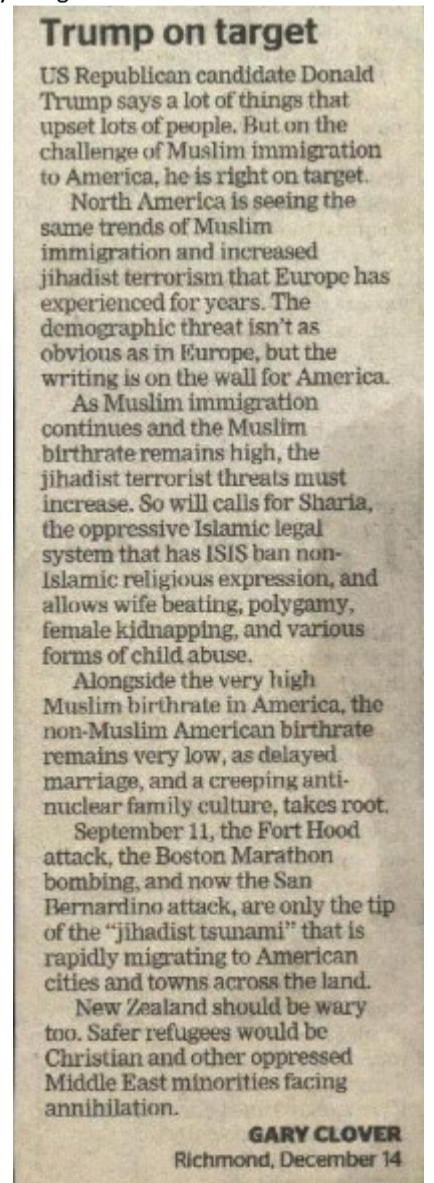 Trump on target
US Republican candidate Donald
Trump says a lot of things that
upset lots of people. But on the
challenge of Muslim immigration
to America, he is right on target.
North America is seeing the
same trends of Muslim
immigration and increased
jihadist terrorism that Europe has
experienced for years. The
demographic threat isn't as
obvious as in Europe, but the
writing is on the wall for America.
As Muslim immigration
continues and the Muslim
birthrate remains high, the
jihadist terrorist threats must
increase. So will calls for Sharia,
the oppressive Islamic legal
system that has ISIS ban non-
Islamic religious expression, and
allows wife beating, polygamy,
female kidnapping, and various
forms of child abuse.
Alongside the very high
Muslim birthrate in America, the
non-Muslim American birthrate
remains very low, as delayed
marriage, and a creeping anti-
nuclear family culture, takes root.
September 11, the Fort Hood
attack, the Boston Marathon
bombing, and now the San
Bernardino attack, are only the tip
of the “jihadist tsunami” that is
rapidly migrating to American
cities and towns across the land.
New Zealand should be wary
too. Safer refugees would be
Christian and other oppressed
Middle East minorities facing
annihilation.
GARY CLOVER
Richmond, December 14